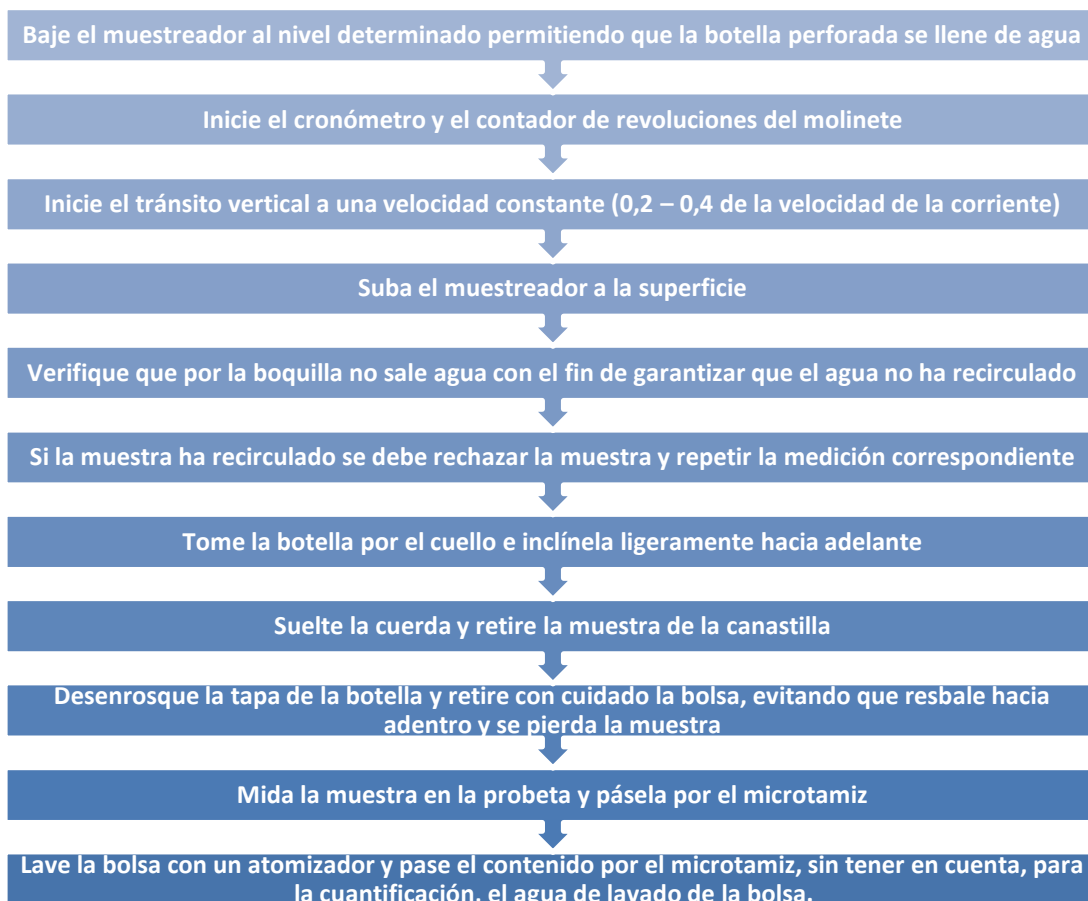 Baje el muestreador al nivel determinado permitiendo que la botella perforada se llene de agua
Inicie el cronómetro y el contador de revoluciones del molinete
Inicie el tránsito vertical a una velocidad constante (0,2 – 0,4 de la velocidad de la corriente)
Suba el muestreador a la superficie
Verifique que por la boquilla no sale agua con el fin de garantizar que el agua no ha recirculado
Si la muestra ha recirculado se debe rechazar la muestra y repetir la medición correspondiente
Tome la botella por el cuello e inclínela ligeramente hacia adelante
Suelte la cuerda y retire la muestra de la canastilla
Desenrosque la tapa de la botella y retire con cuidado la bolsa, evitando que resbale hacia
adentro y se pierda la muestra
Mida la muestra en la probeta y pásela por el microtamiz
Lave la bolsa con un atomizador y pase el contenido por el microtamiz, sin tener en cuenta, para
la cuantificación, el agua de lavado de la bolsa.